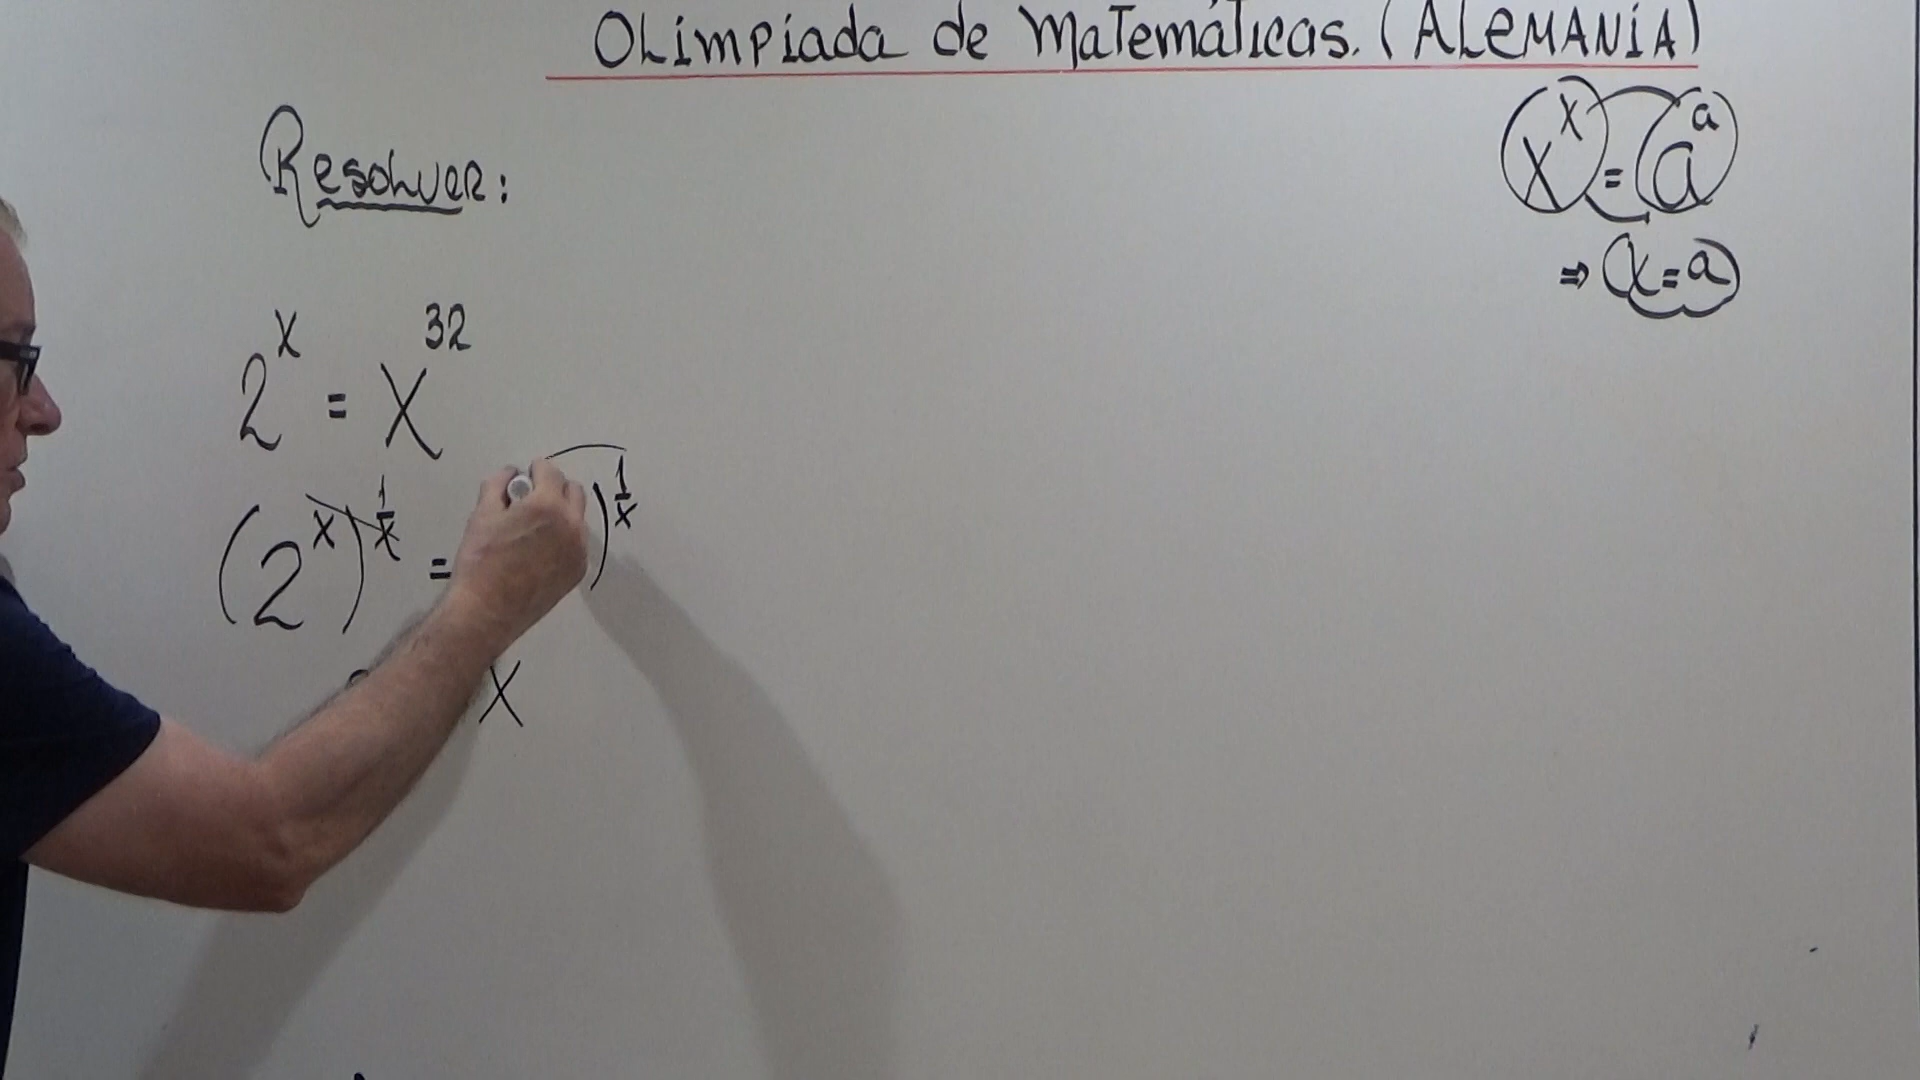 Olimpiada de Matemáticas. (ALEMANIA)
x^x = a^a
⇒ x = a
Resolver:
2^x = x^32
(2^x)^1/x = )^1/x
x